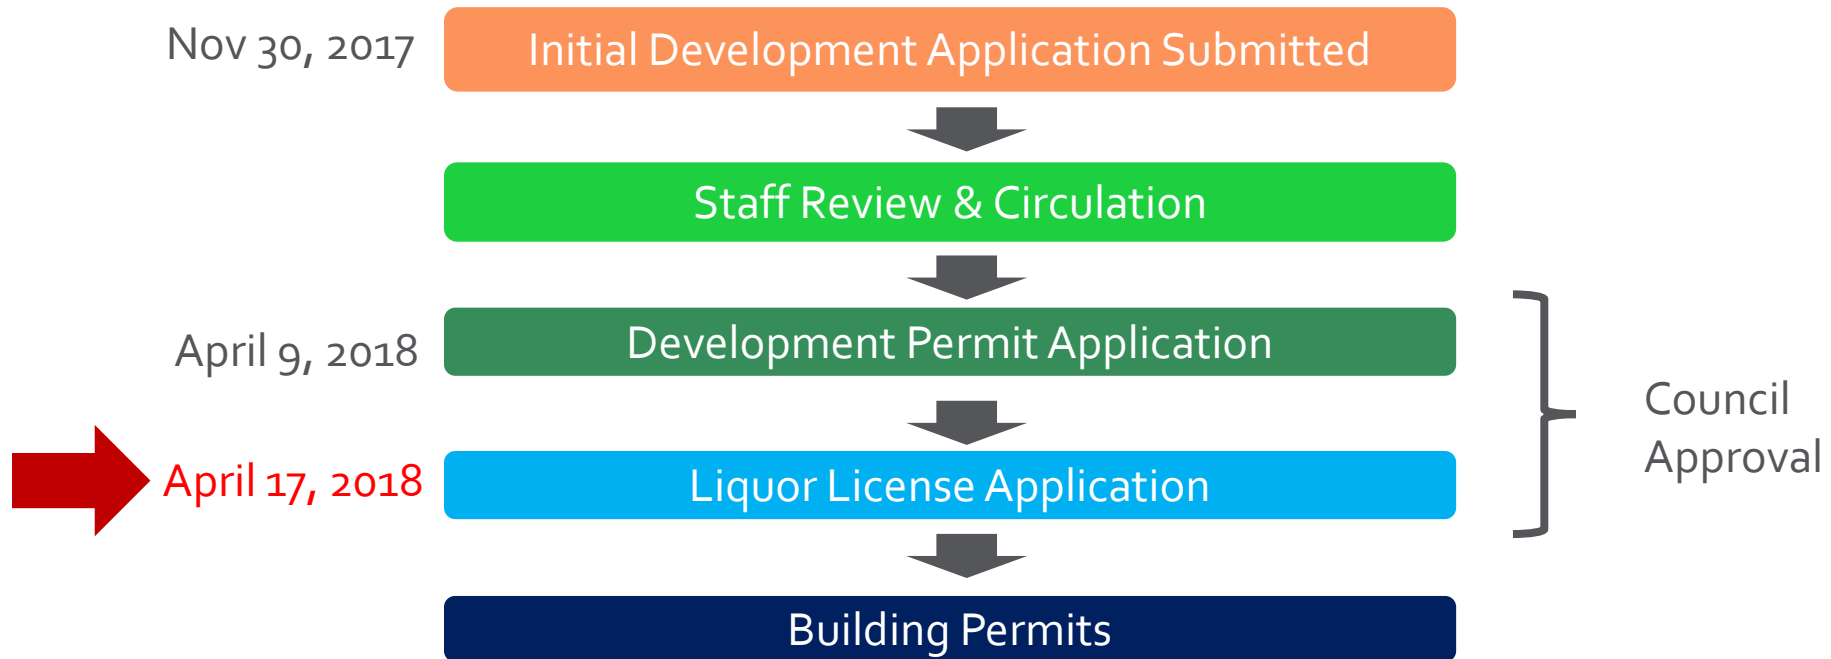 Nov 30, 2017
Initial Development Application Submitted
Staff Review & Circulation
April 9, 2018
Development Permit Application
Council
Approval
April 17, 2018
Liquor License Application
Building Permits